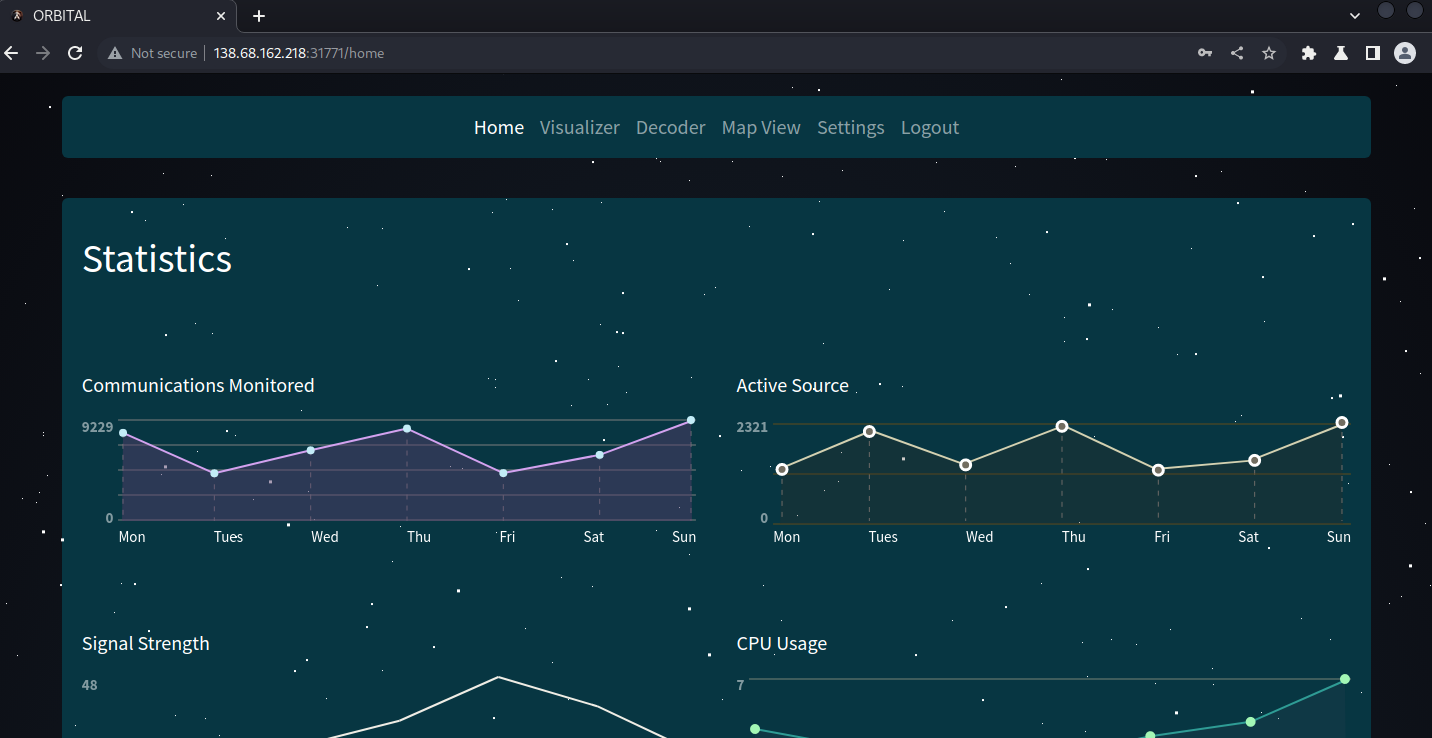 ORBITAL
Not secure 138.68.162.218:31771/home
Home Visualizer Decoder Map View Settings Logout
Statistics
Communications Monitored
9229
0
Mon Tues Wed Thu Fri Sat Sun
Active Source
2321
0
Mon Tues Wed Thu Fri Sat Sun
Signal Strength
48
CPU Usage
7